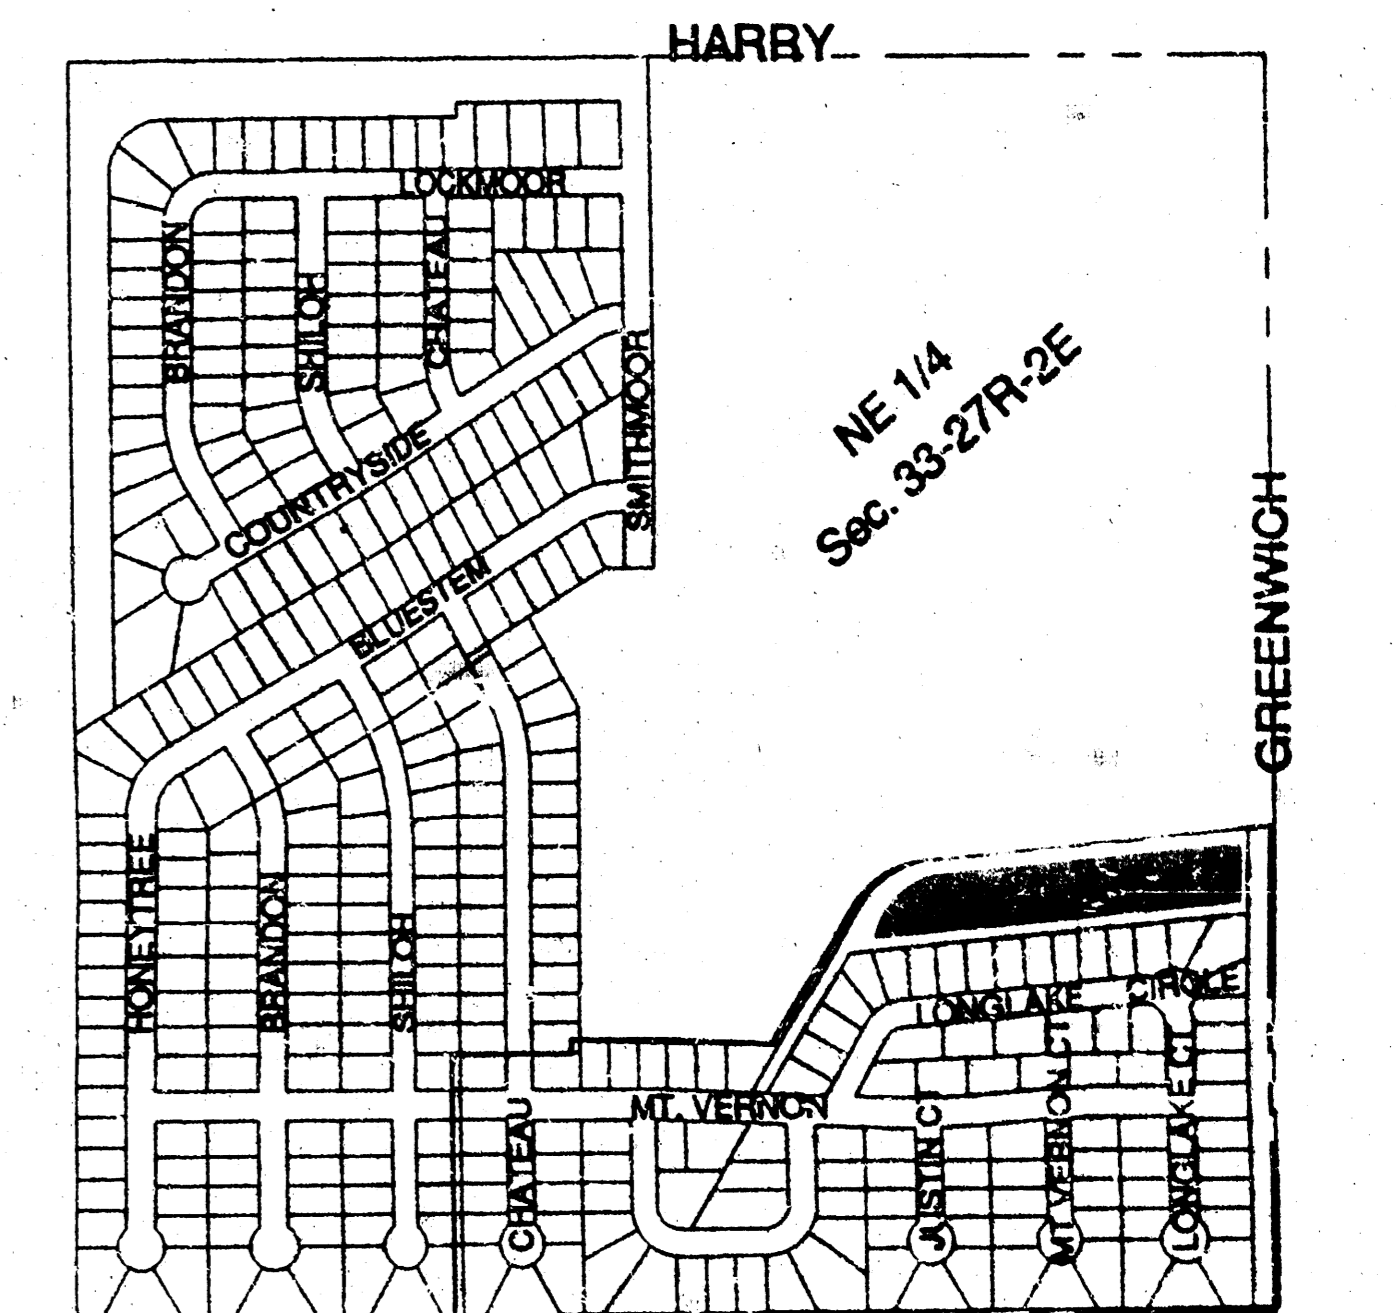 HARRY
LOCKMOOR
BRANDON
SHILOH
CHATEAU
SMITHMOOR
COUNTRYSIDE
BLUESTEM
NE 1/4
Sec. 33-27R-2E
GREENWICH
HONEYTREE
BRANDON
SHILOH
LONGLAKE CIRCLE
MT. VERNON
CHATEAU
JUSTIN CT
MT VERNON CT
LONGLAKE CT